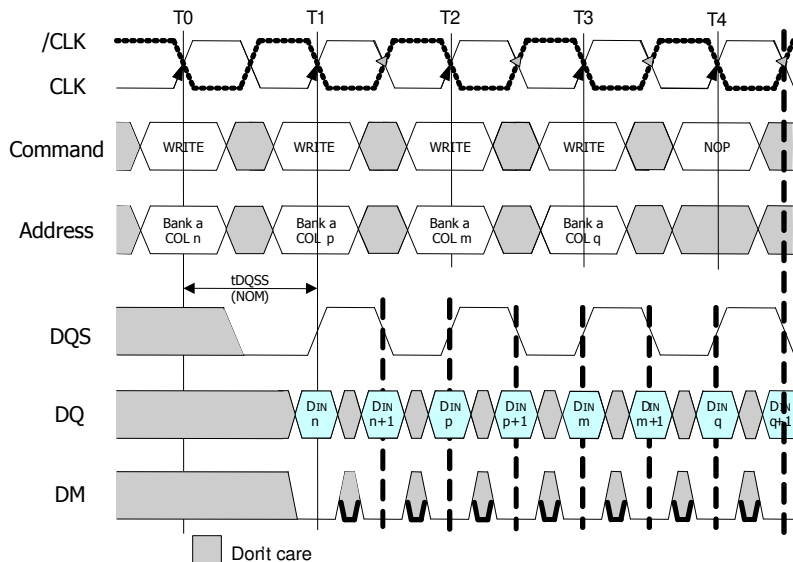 T0 T1 T2 T3 T4
/CLK
CLK
Command WRITE WRITE WRITE WRITE NOP
Address
Bank a Bank a Bank a Bank a
COL n COL p COL m COL q
tDQSS
(NOM)
DQS
DQ
DIN DIN DIN DIN DIN DIN DIN DIN
n n+1 p p+1 m m+1 q q+1
DM
Don't care